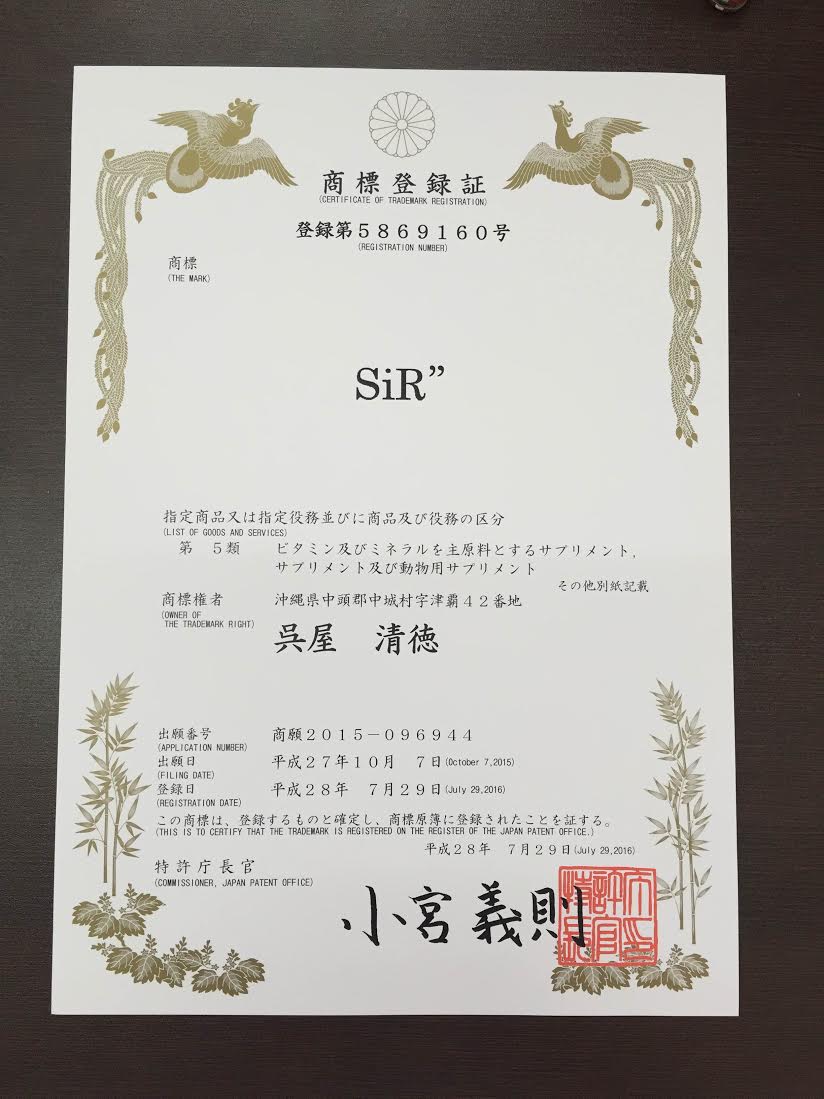 商標登録証
(CERTIFICATE OF TRADEMARK REGISTRATION)
登録第5869160号
(REGISTRATION NUMBER)
商標
(THE MARK)
SiR”
指定商品又は指定役務並びに商品及び役務の区分
(LIST OF GOODS AND SERVICES)
第 5類 ビタミン及びミネラルを主原料とするサプリメント,
サプリメント及び動物用サプリメント
その他別紙記載
商標権者 沖縄県中頭郡中城村字津覇42番地
(OWNER OF
THE TRADEMARK RIGHT)
呉屋 清徳
出願番号 商願2015-096944
(APPLICATION NUMBER)
出願日 平成27年10月 7日(October 7,2015)
(FILING DATE)
登録日 平成28年 7月29日(July 29,2016)
(REGISTRATION DATE)
この商標は、登録するものと確定し、商標原簿に登録されたことを証する。
(THIS IS TO CERTIFY THAT THE TRADEMARK IS REGISTERED ON THE REGISTER OF THE JAPAN PATENT OFFICE.)
平成28年 7月29日(July 29,2016)
特許庁長官
(COMMISSIONER, JAPAN PATENT OFFICE)
小宮義則